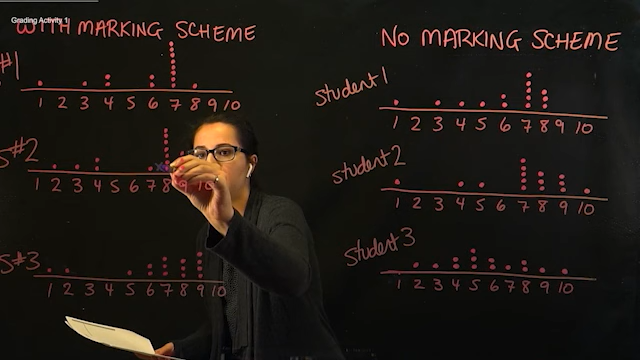 Grading Activity 1
WITH MARKING SCHEME
#1
1 2 3 4 5 6 7 8 9 10
S#2
1 2 3 4 5 6 7 8 9 10
S#3
1 2 3 4 5 6 7 8 9 10
NO MARKING SCHEME
Student 1
1 2 3 4 5 6 7 8 9 10
Student 2
1 2 3 4 5 6 7 8 9 10
Student 3
1 2 3 4 5 6 7 8 9 10